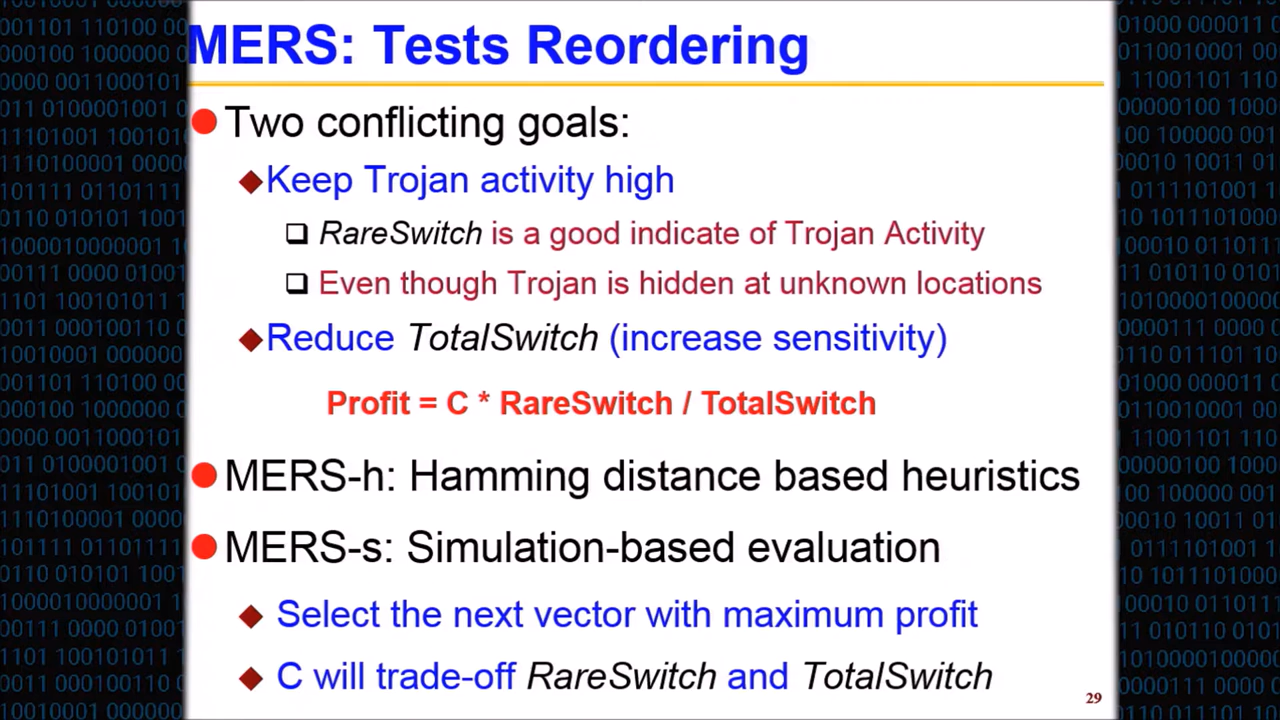 MERS: Tests Reordering
Two conflicting goals:
Keep Trojan activity high
RareSwitch is a good indicate of Trojan Activity
Even though Trojan is hidden at unknown locations
Reduce TotalSwitch (increase sensitivity)
Profit = C * RareSwitch / TotalSwitch
MERS-h: Hamming distance based heuristics
MERS-s: Simulation-based evaluation
Select the next vector with maximum profit
C will trade-off RareSwitch and TotalSwitch
29